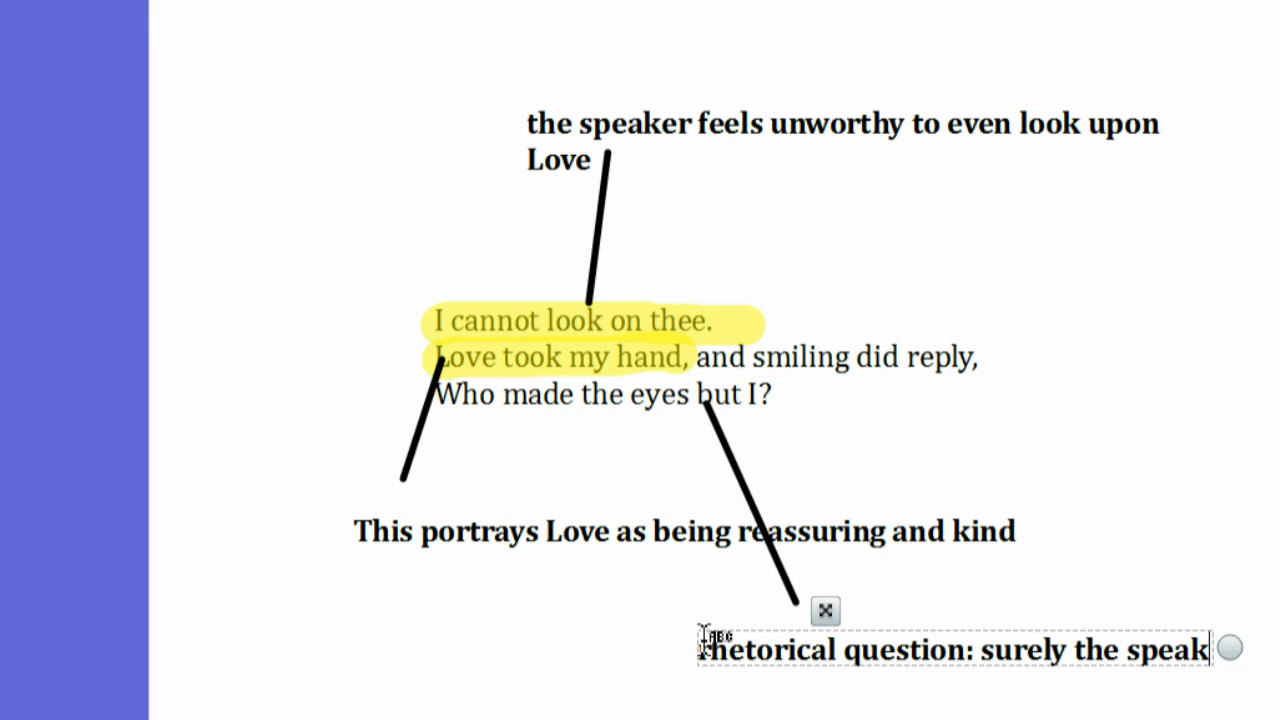 the speaker feels unworthy to even look upon
Love
I cannot look on thee.
Love took my hand, and smiling did reply,
Who made the eyes but I?
This portrays Love as being reassuring and kind
ABC
rhetorical question: surely the speak